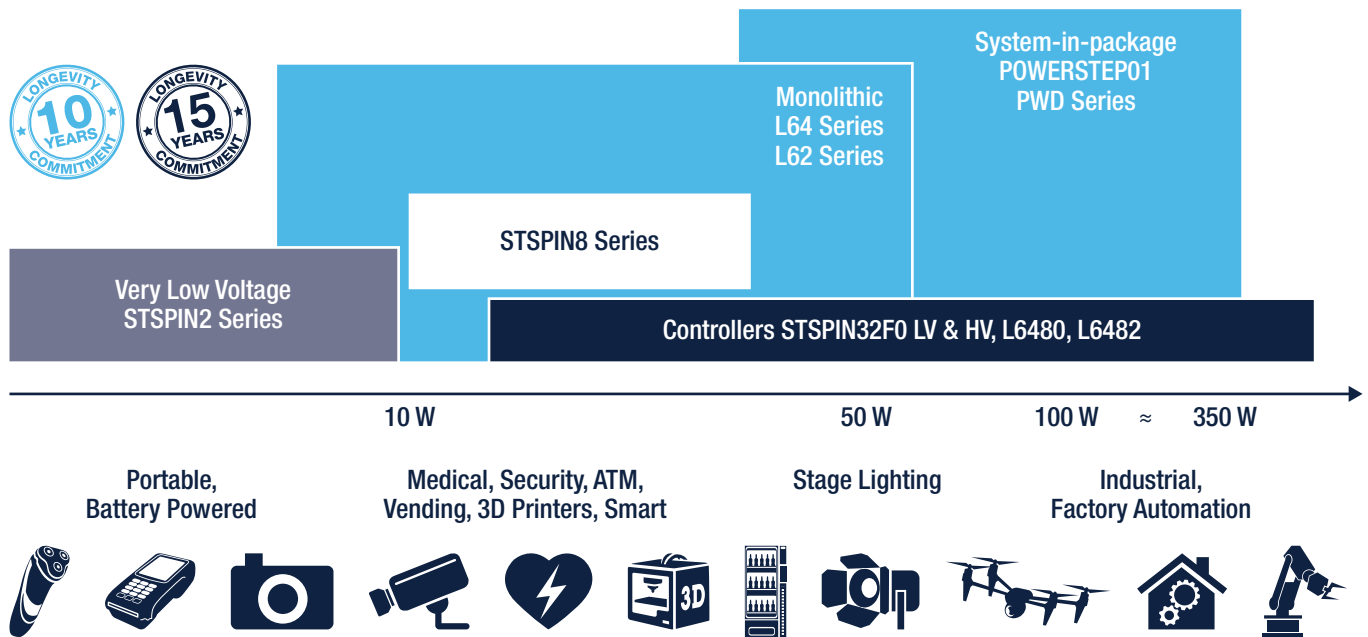 LONGEVITY
10
YEARS
COMMITMENT
LONGEVITY
15
YEARS
COMMITMENT
System-in-package
POWERSTEP01
PWD Series
Monolithic
L64 Series
L62 Series
STSPIN8 Series
Very Low Voltage
STSPIN2 Series
Controllers STSPIN32F0 LV & HV, L6480, L6482
10 W
50 W
100 W ≈ 350 W
Portable,
Battery Powered
Medical, Security, ATM,
Vending, 3D Printers, Smart
Stage Lighting
Industrial,
Factory Automation
3D